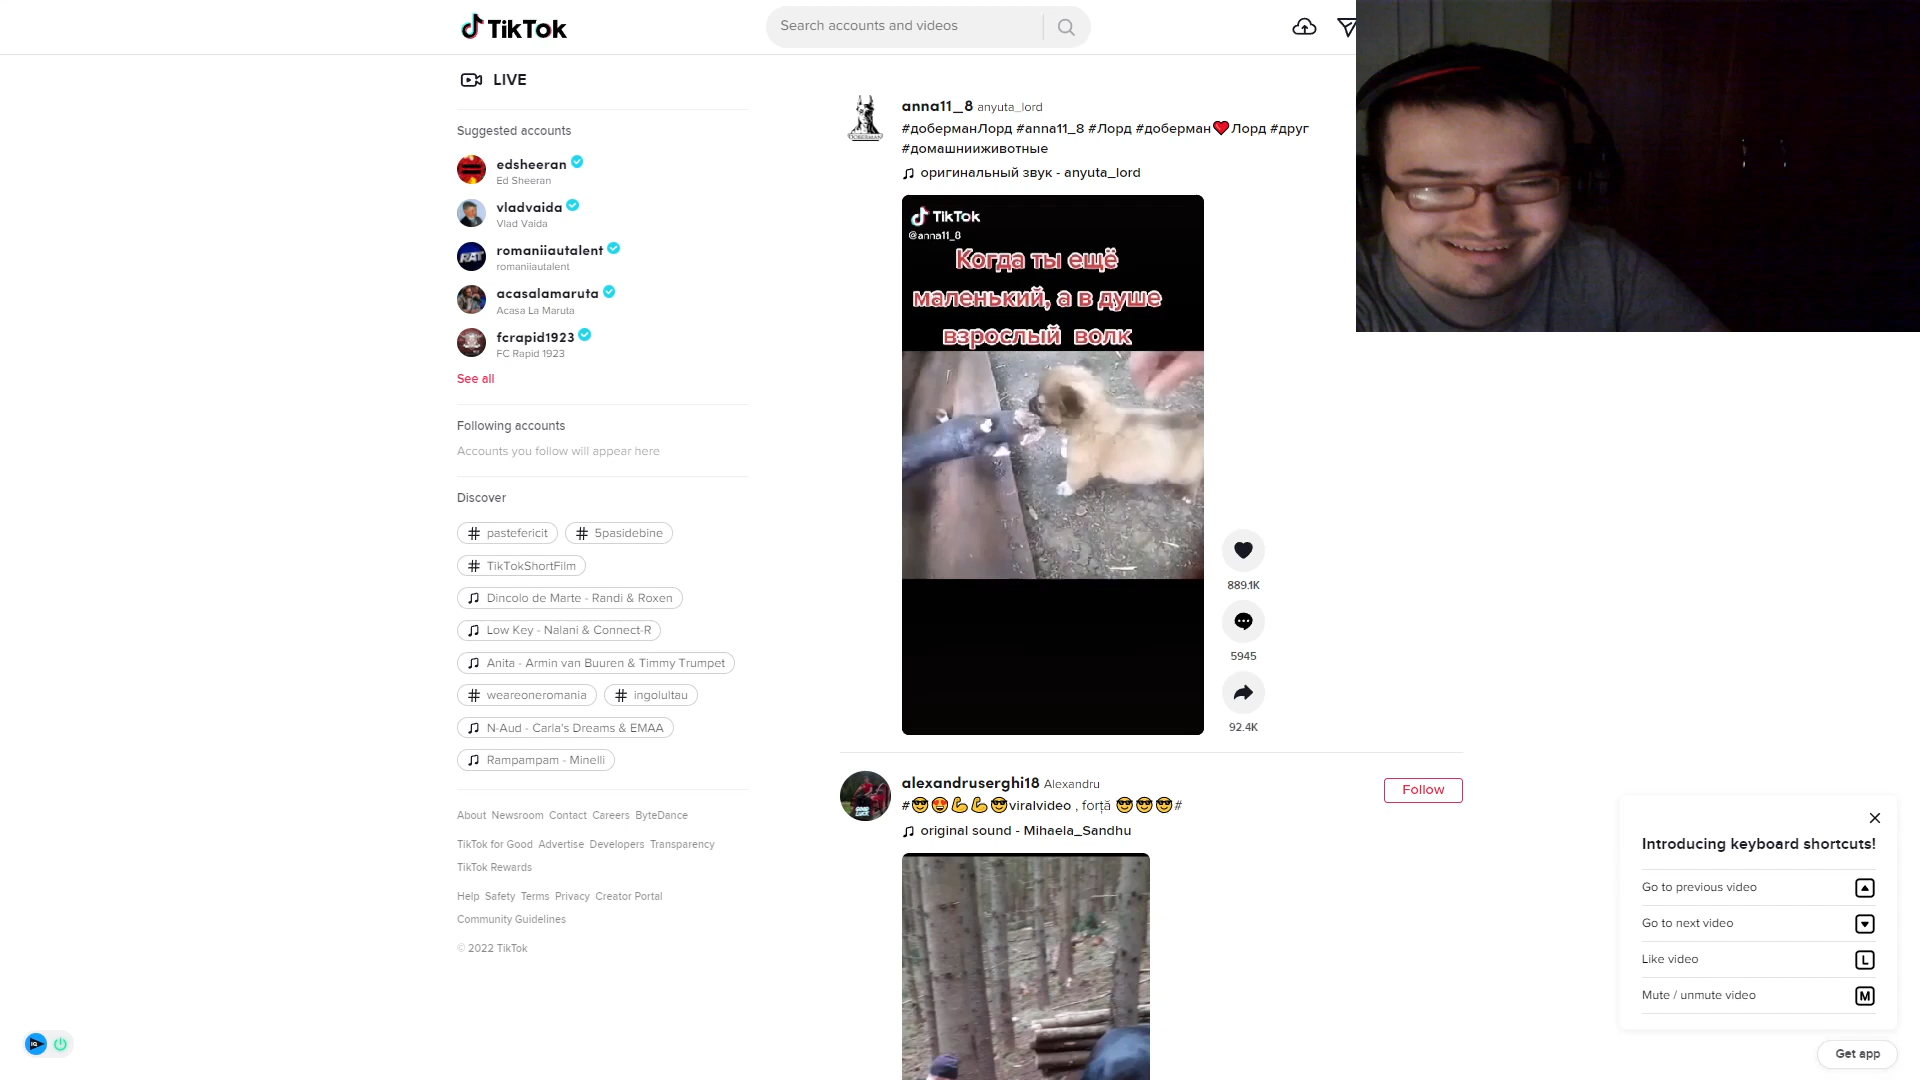 TikTok
Search accounts and videos
LIVE
Suggested accounts
edsheeran
Ed Sheeran
vladvaida
Vlad Vaida
romaniiautalent
romaniiautalent
acasalamaruta
Acasa La Maruta
fcrapid1923
FC Rapid 1923
See all
Following accounts
Accounts you follow will appear here
Discover
# pastefericit # 5pasidebine
# TikTokShortFilm
Dincolo de Marte - Randi & Roxen
Low Key - Nalani & Connect-R
Anita - Armin van Buuren & Timmy Trumpet
# weareoneromania # ingolultau
N-Aud - Carla's Dreams & EMAA
Rampampam - Minelli
About Newsroom Contact Careers ByteDance
TikTok for Good Advertise Developers Transparency
TikTok Rewards
Help Safety Terms Privacy Creator Portal
Community Guidelines
© 2022 TikTok
DOBERMAN
anna11_8 anyuta_lord
#доберманЛорд #anna11_8 #Лорд #доберман❤️Лорд #друг
#домашнииживотные
оригинальный звук - anyuta_lord
TikTok
@anna11_8
Когда ты ещё
маленький, а в душе
взрослый волк
889.1K
5945
92.4K
alexandruserghi18 Alexandru
#😎🤩💪💪😎viralvideo , forță 😎😎😎#
original sound - Mihaela_Sandhu
Follow
Introducing keyboard shortcuts!
Go to previous video
Go to next video
Like video L
Mute / unmute video M
Get app